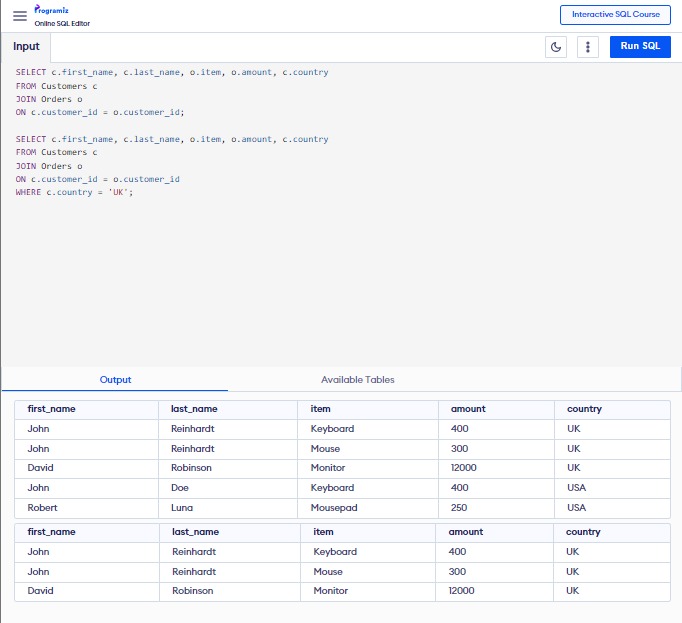 Programiz
Online SQL Editor
Interactive SQL Course
Input
Run SQL
SELECT c.first_name, c.last_name, o.item, o.amount, c.country
FROM Customers c
JOIN Orders o
ON c.customer_id = o.customer_id;
SELECT c.first_name, c.last_name, o.item, o.amount, c.country
FROM Customers c
JOIN Orders o
ON c.customer_id = o.customer_id
WHERE c.country = 'UK';
Output Available Tables
first_name last_name item amount country
John Reinhardt Keyboard 400 UK
John Reinhardt Mouse 300 UK
David Robinson Monitor 12000 UK
John Doe Keyboard 400 USA
Robert Luna Mousepad 250 USA
first_name last_name item amount country
John Reinhardt Keyboard 400 UK
John Reinhardt Mouse 300 UK
David Robinson Monitor 12000 UK